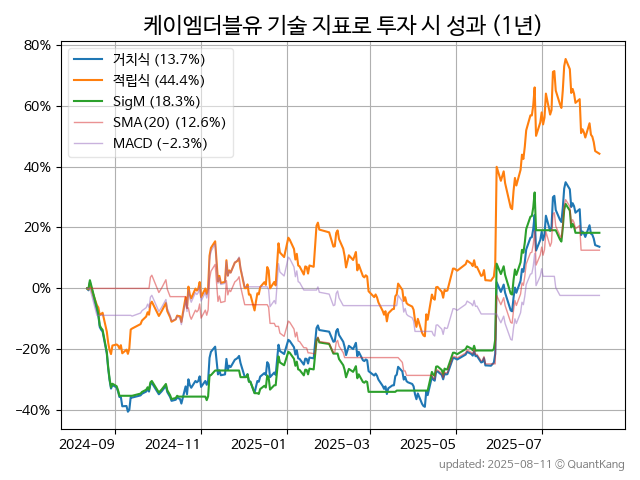 케이엠더블유 기술 지표로 투자 시 성과 (1년)
80%
60%
40%
20%
0%
−20%
−40%
거치식 (13.7%)
적립식 (44.4%)
SigM (18.3%)
SMA(20) (12.6%)
MACD (−2.3%)
2024-09
2024-11
2025-01
2025-03
2025-05
2025-07
updated: 2025-08-11 © QuantKang